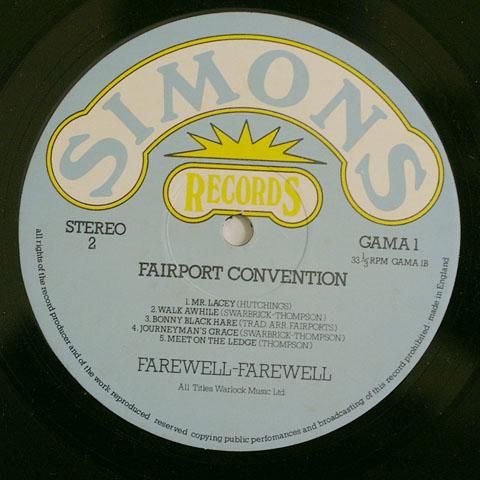 SIMONS
RECORDS
STEREO
2
GAMA 1
33 1/3 RPM GAMA 1B
FAIRPORT CONVENTION
1. MR. LACEY (HUTCHINGS)
2. WALK AWHILE (SWARBRICK-THOMPSON)
3. BONNY BLACK HARE (TRAD. ARR. FAIRPORTS)
4. JOURNEYMAN'S GRACE (SWARBRICK-THOMPSON)
5. MEET ON THE LEDGE (THOMPSON)
FAREWELL-FAREWELL
All Titles Warlock Music Ltd.
all rights of the record producer and of the work reproduced reserved copying public perfomances and broadcasting of this record prohibited made in England